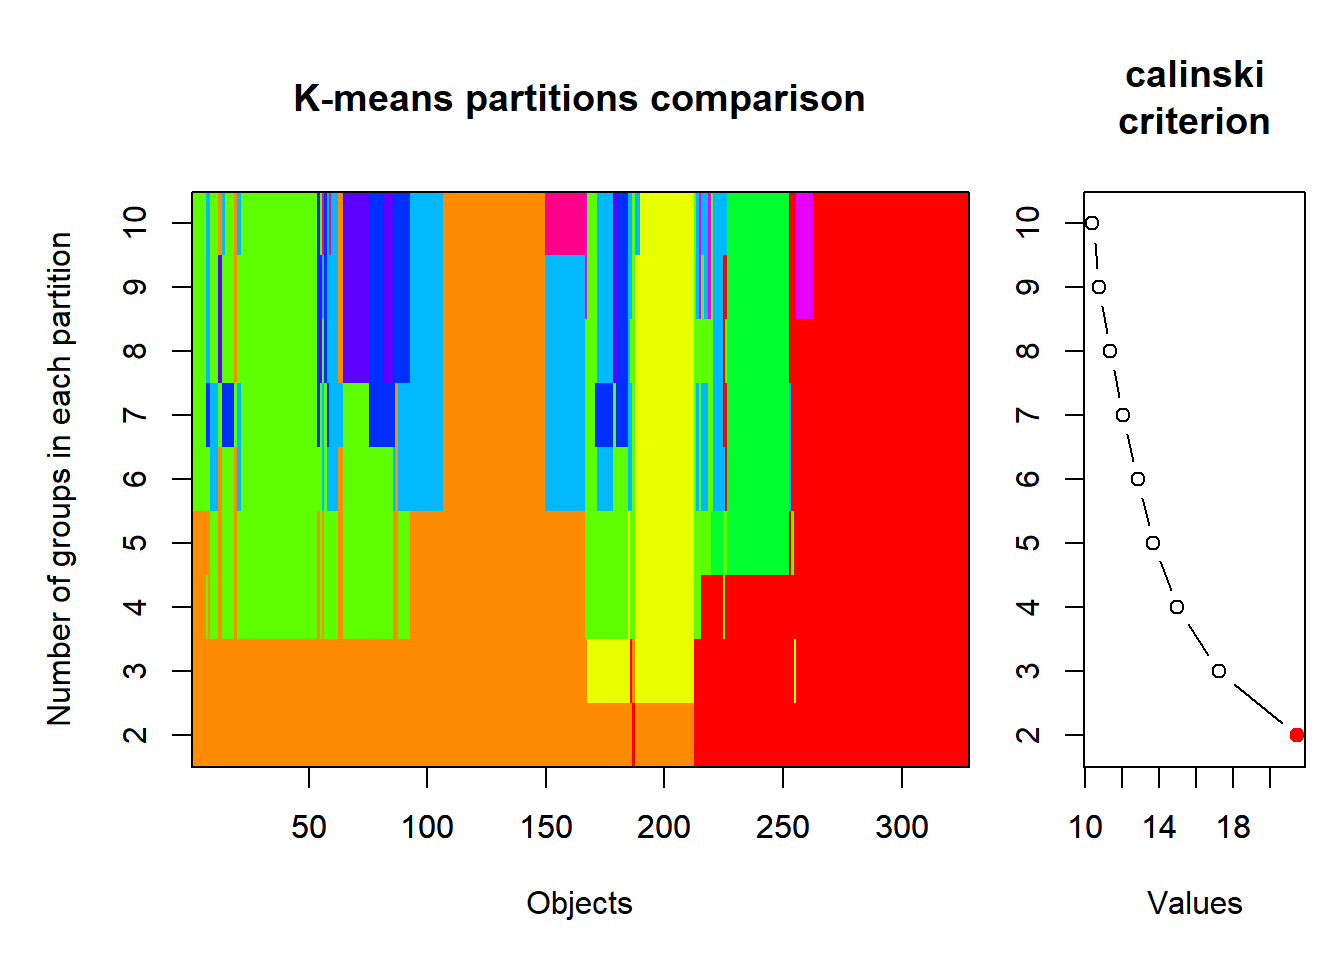 K-means partitions comparison
calinski
criterion
Number of groups in each partition
10
9
8
7
6
5
4
3
2
50 100 150 200 250 300
Objects
10
9
8
7
6
5
4
3
2
10 14 18
Values